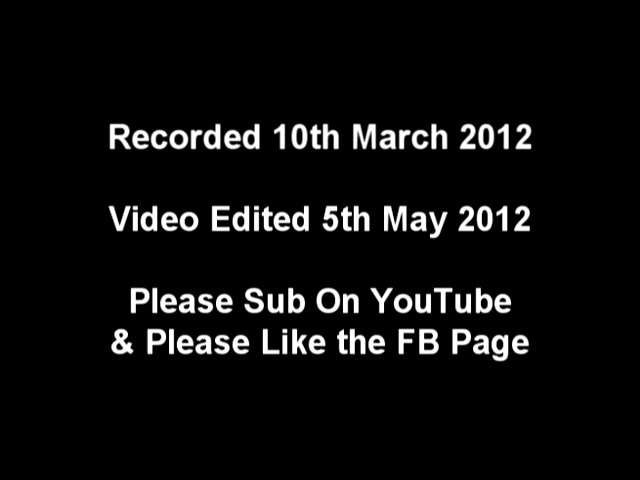 Recorded 10th March 2012
Video Edited 5th May 2012
Please Sub On YouTube
& Please Like the FB Page